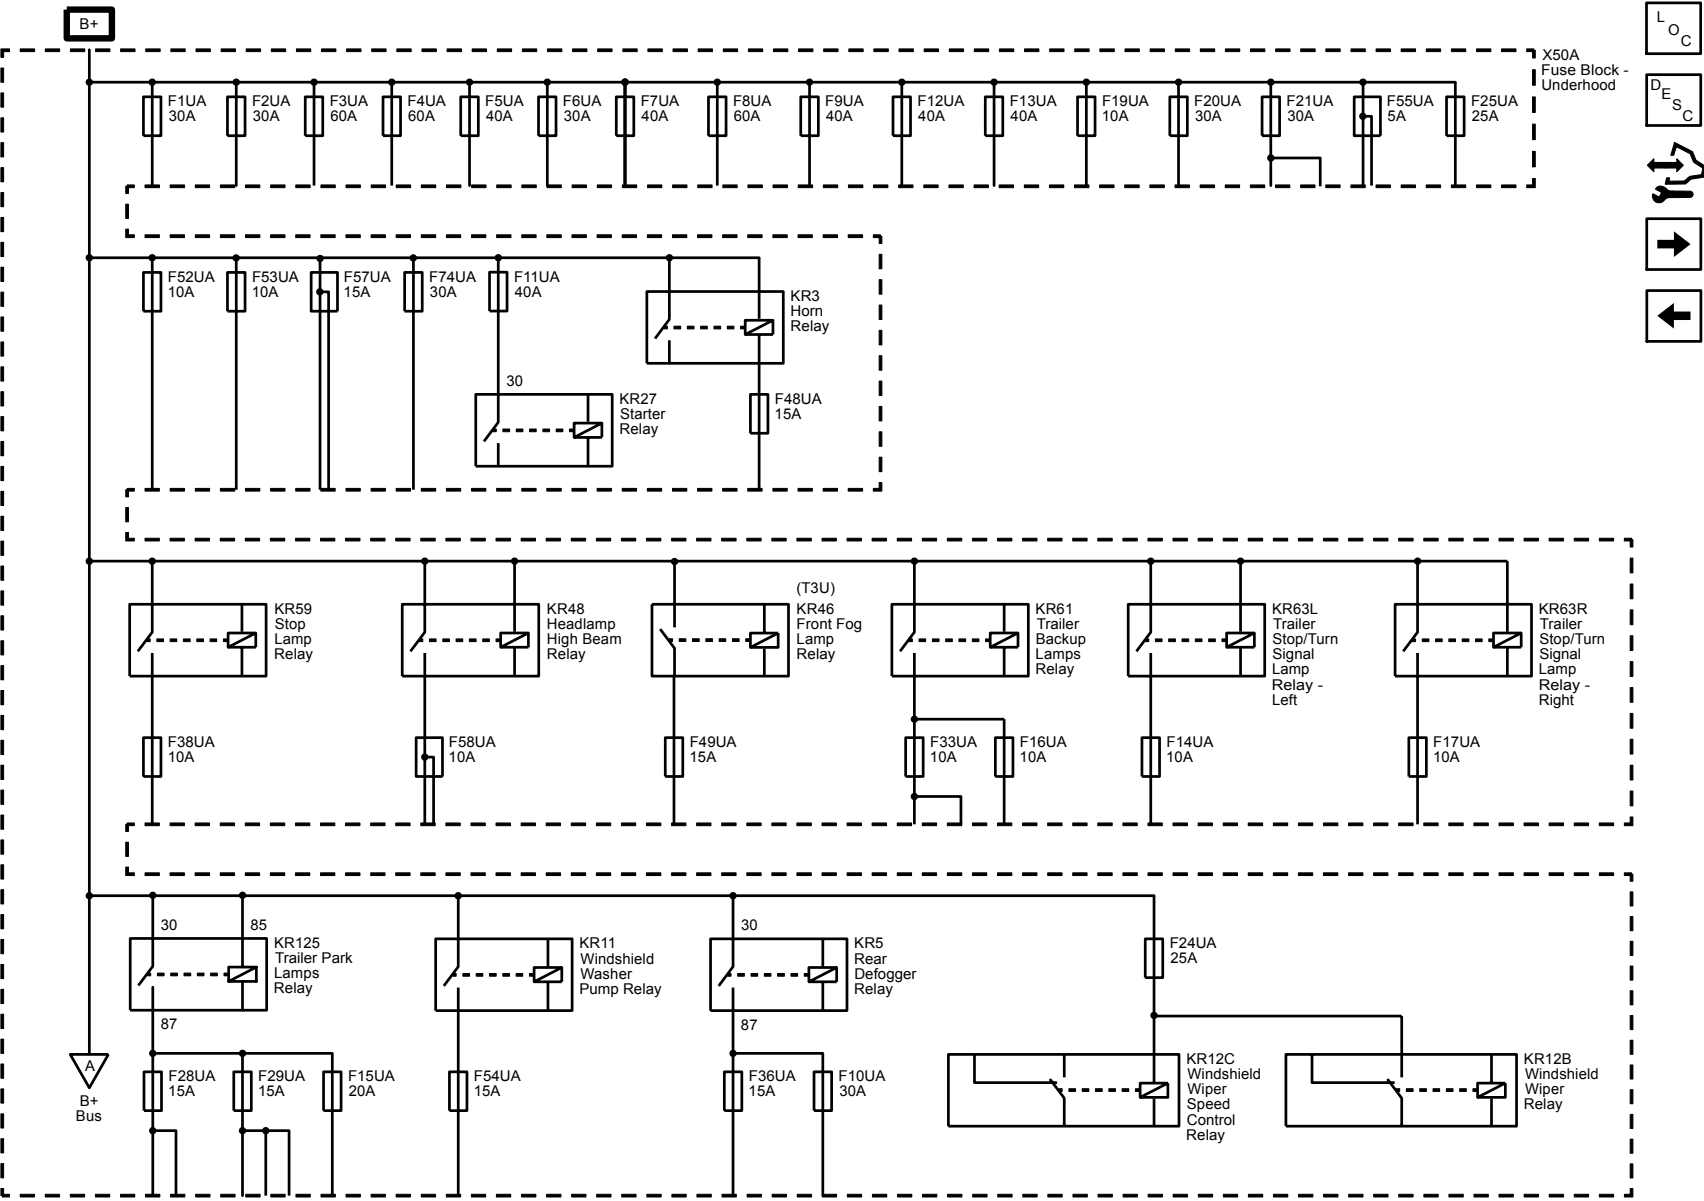 B+
L
O
C
X50A
Fuse Block -
Underhood
D
E
S
C
F1UA
30A
F2UA
30A
F3UA
60A
F4UA
60A
F5UA
40A
F6UA
30A
F7UA
40A
F8UA
60A
F9UA
40A
F12UA
40A
F13UA
40A
F19UA
10A
F20UA
30A
F21UA
30A
F55UA
5A
F25UA
25A
F52UA
10A
F53UA
10A
F57UA
15A
F74UA
30A
F11UA
40A
KR3
Horn
Relay
30
KR27
Starter
Relay
F48UA
15A
KR59
Stop
Lamp
Relay
KR48
Headlamp
High Beam
Relay
(T3U)
KR46
Front Fog
Lamp
Relay
KR61
Trailer
Backup
Lamps
Relay
KR63L
Trailer
Stop/Turn
Signal
Lamp
Relay -
Left
KR63R
Trailer
Stop/Turn
Signal
Lamp
Relay -
Right
F38UA
10A
F58UA
10A
F49UA
15A
F33UA
10A
F16UA
10A
F14UA
10A
F17UA
10A
30
85
KR125
Trailer Park
Lamps
Relay
87
KR11
Windshield
Washer
Pump Relay
30
KR5
Rear
Defogger
Relay
87
F24UA
25A
A
B+
Bus
F28UA
15A
F29UA
15A
F15UA
20A
F54UA
15A
F36UA
15A
F10UA
30A
KR12C
Windshield
Wiper
Speed
Control
Relay
KR12B
Windshield
Wiper
Relay